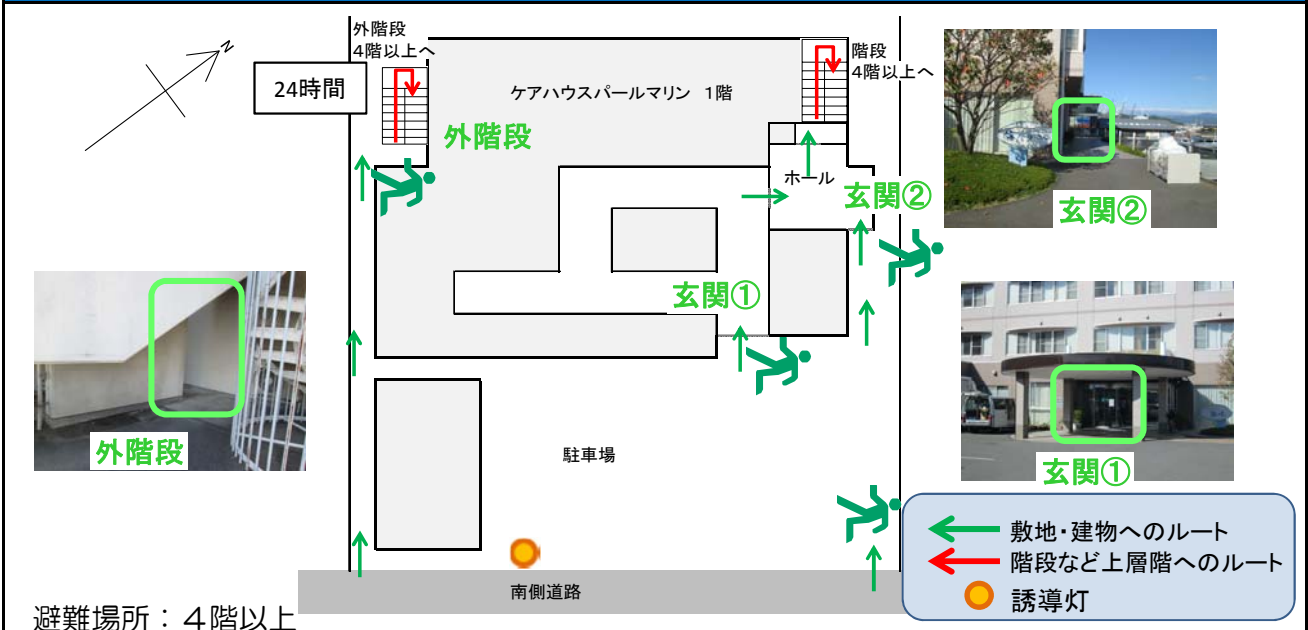 外階段
4階以上へ
N
24時間
ケアハウスパールマリン 1階
階段
4階以上へ
外階段
ホール
玄関②
玄関②
玄関①
外階段
駐車場
玄関①
敷地・建物へのルート
階段など上層階へのルート
誘導灯
南側道路
避難場所：４階以上